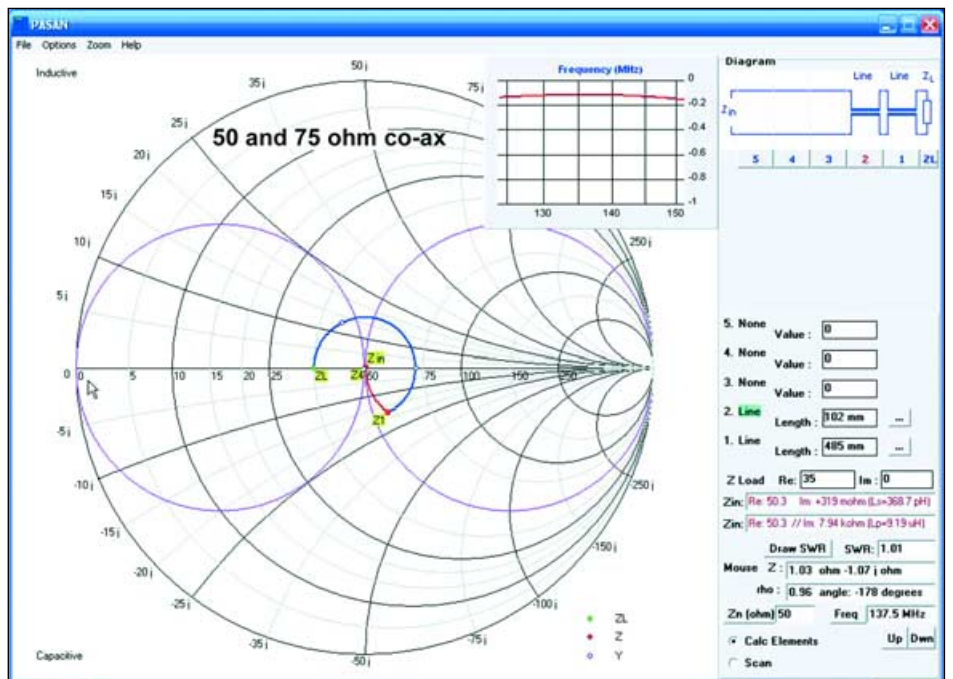 PASAN
File Options Zoom Help
Inductive
50 and 75 ohm co-ax
50 j
35 j
75 j
25 j
20 j
15 j
10 j
5 j
250 j
0 0 5 10 15 20 25 ZL Z4 60 75 100 150 250
Z in
Z1
-5 j
-10 j
-15 j
-20 j
-25 j
-50 j
-75 j
-100 j
-150 j
-250 j
Capacitive
ZL
Z
Y
Frequency (MHz)
0
-0.2
-0.4
-0.6
-0.8
-1
130 140 150
Diagram
Line Line ZL
Zin
5 4 3 2 1 ZL
5. None Value : 0
4. None Value : 0
3. None Value : 0
2. Line Length : 102 mm ...
1. Line Length : 485 mm ...
Z Load Re: 35 Im : 0
Zin: Re: 50.3 Im: +319 mohm (Ls=368.7 pH)
Zin: Re: 50.3 // Im: 7.94 kohm (Lp=9.19 uH)
Draw SWR SWR: 1.01
Mouse Z : 1.03 ohm -1.07 j ohm
rho : 0.96 angle: -178 degrees
Zn (ohm) 50 Freq 137.5 MHz
Calc Elements Up Dwn
Scan